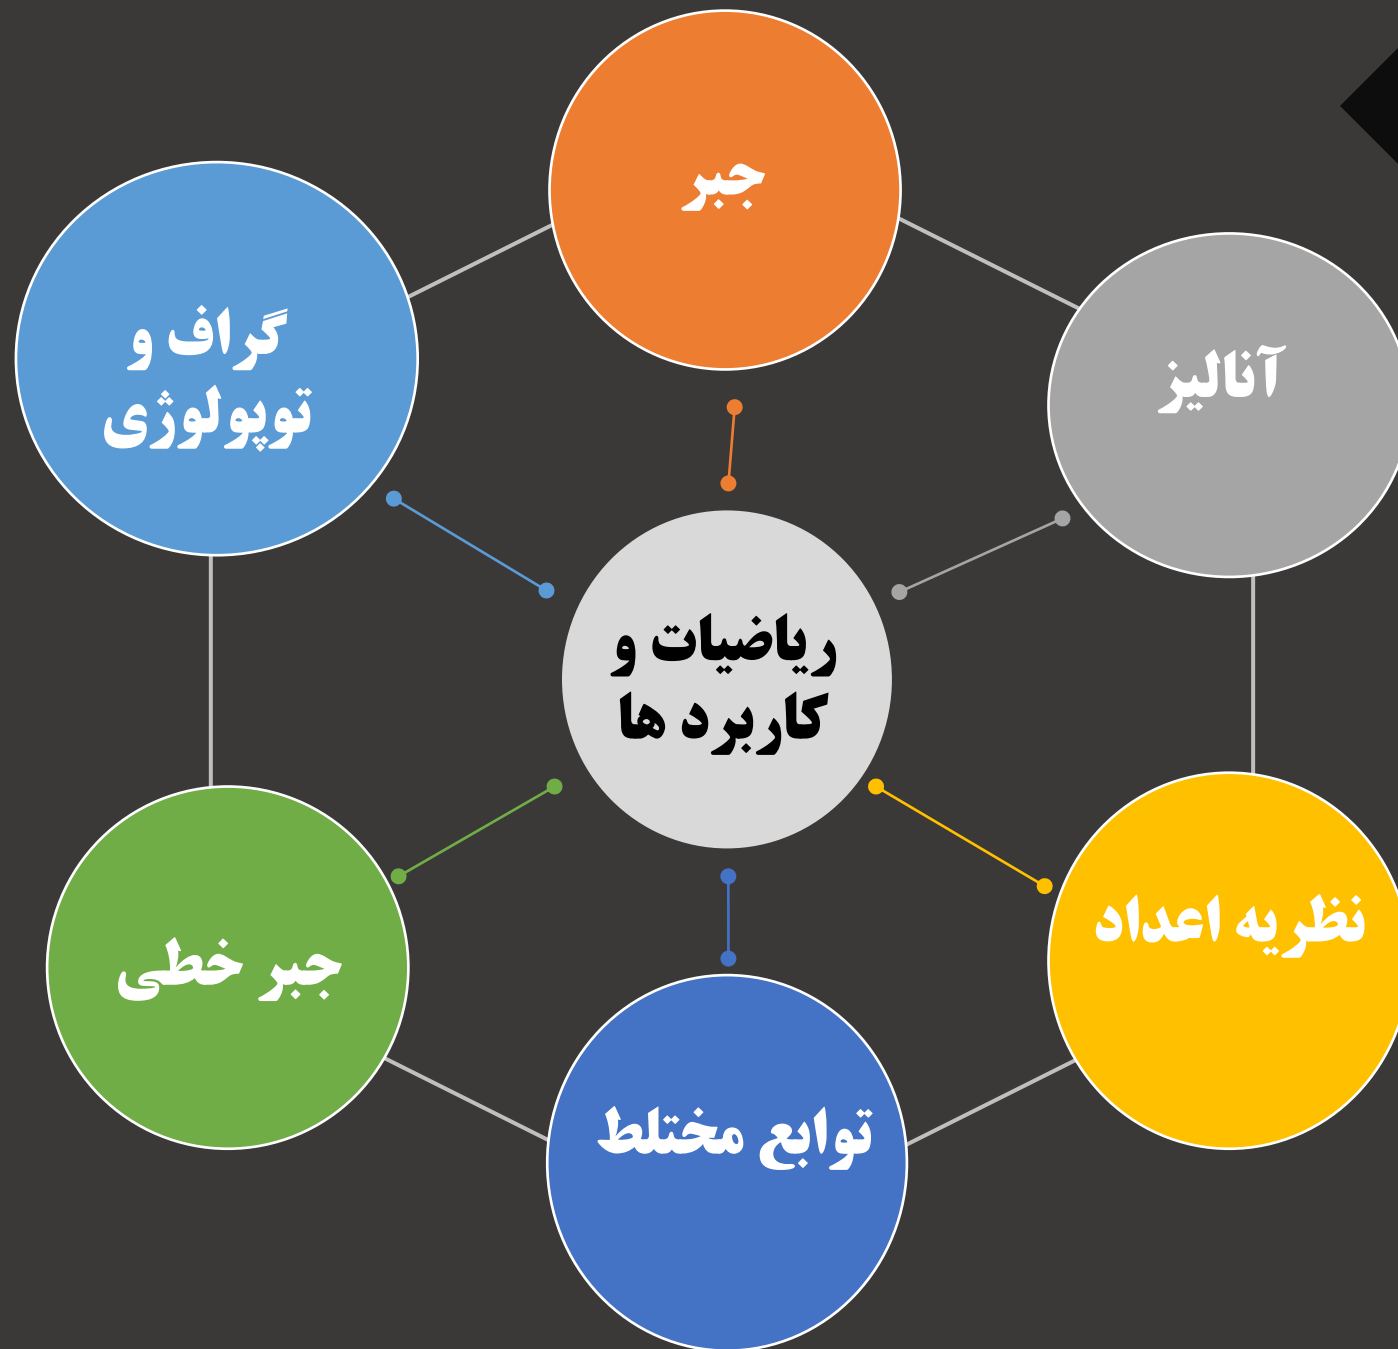 جبر
گراف و
توپولوژی
آنالیز
ریاضیات و
کاربرد ها
نظریه اعداد
جبر خطی
توابع مختلط